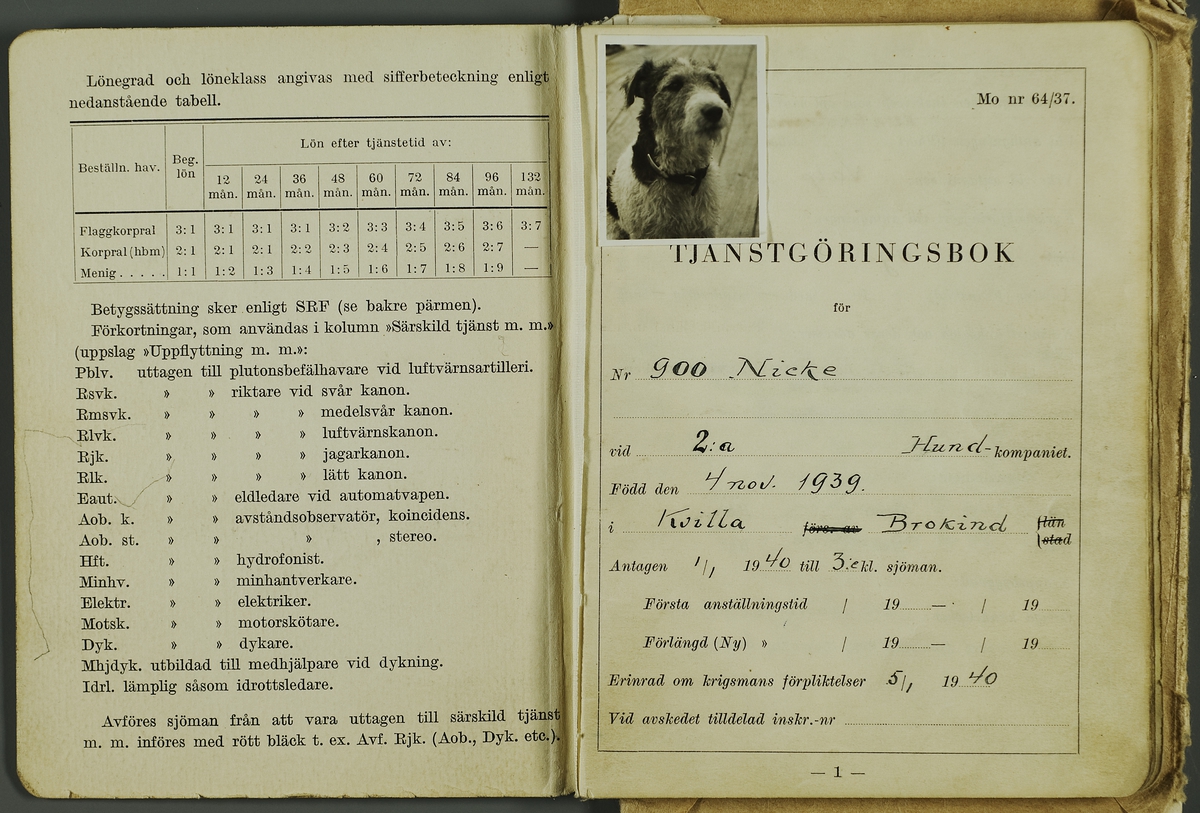 Lönegrad och löneklass angivas med sifferbeteckning enligt
nedanstående tabell.
Beställn. hav. Beg. lön Lön efter tjänstetid av:
12 mån. 24 mån. 36 mån. 48 mån. 60 mån. 72 mån. 84 mån. 96 mån. 132 mån.
Flaggkorpral 3:1 3:1 3:1 3:1 3:2 3:3 3:4 3:5 3:6 3:7
Korpral (hbm) 2:1 2:1 2:1 2:2 2:3 2:4 2:5 2:6 2:7 —
Menig . . . . . 1:1 1:2 1:3 1:4 1:5 1:6 1:7 1:8 1:9 —
Betygssättning sker enligt SRF (se bakre pärmen).
Förkortningar, som användas i kolumn »Särskild tjänst m. m.»
(uppslag »Uppflyttning m. m.»:
Pblv. uttagen till plutonsbefälhavare vid luftvärnsartilleri.
Rsvk. » » riktare vid svår kanon.
Rmsvk. » » » » medelsvår kanon.
Rlvk. » » » » luftvärnskanon.
Rjk. » » » » jagarkanon.
Rlk. » » » » lätt kanon.
Eaut. » » eldledare vid automatvapen.
Aob. k. » » avståndsobservatör, koincidens.
Aob. st. » » » , stereo.
Hft. » » hydrofonist.
Minhv. » » minhantverkare.
Elektr. » » elektriker.
Motsk. » » motorskötare.
Dyk. » » dykare.
Mhjdyk. utbildad till medhjälpare vid dykning.
Idrl. lämplig såsom idrottsledare.
Avföres sjöman från att vara uttagen till särskild tjänst
m. m. införes med rött bläck t. ex. Avf. Rjk. (Aob., Dyk. etc.).
Mo nr 64/37.
TJÄNSTGÖRINGSBOK
för
Nr 900 Nicke
vid 2:a Hund-kompaniet.
Född den 4 nov. 1939.
i Kvilla förs. av Brokind län
stad
Antagen 1/1 1940 till 3:e kl. sjöman.
Första anställningstid / 19 — / 19
Förlängd (Ny) » / 19 — / 19
Erinrad om krigsmans förpliktelser 5/1 1940
Vid avskedet tilldelad inskr.-nr
— 1 —